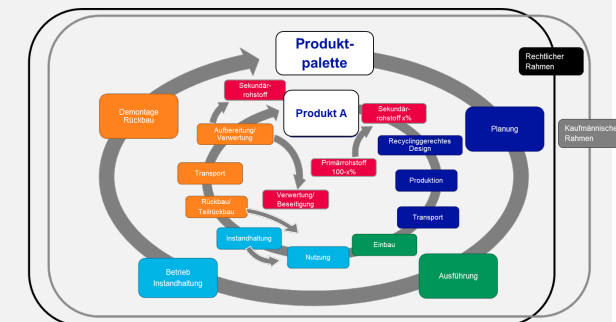 Produkt-
palette
Rechtlicher
Rahmen
Kaufmännische
Rahmen
Sekundär-
rohstoff
Produkt A
Sekundär-
rohstoff x%
Demontage
Rückbau
Aufbereitung/
Verwertung
Planung
Recyclinggerechtes
Design
Primärrohstoff
100-x%
Transport
Produktion
Verwertung/
Beseitigung
Rückbau/
Teilrückbau
Transport
Instandhaltung
Einbau
Nutzung
Betrieb
Instandhaltung
Ausführung